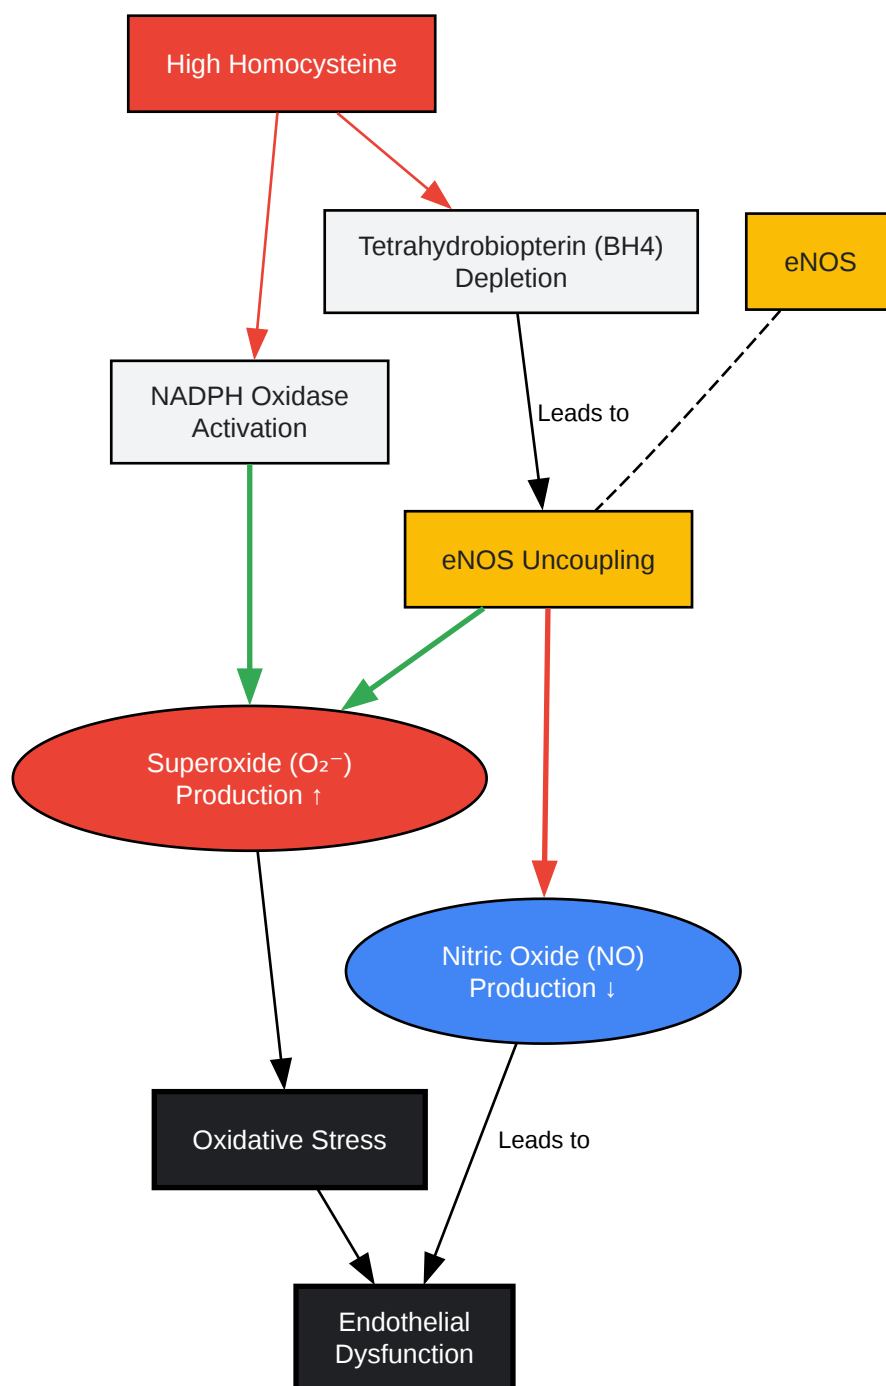 High Homocysteine
Tetrahydrobiopterin (BH4)
Depletion
eNOS
NADPH Oxidase
Activation
Leads to
eNOS Uncoupling
Superoxide (O₂⁻)
Production ↑
Nitric Oxide (NO)
Production ↓
Oxidative Stress
Leads to
Endothelial
Dysfunction